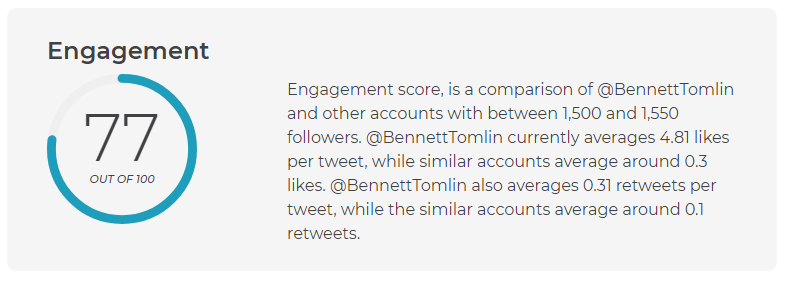 Engagement
77
OUT OF 100
Engagement score, is a comparison of @BennettTomlin
and other accounts with between 1,500 and 1,550
followers. @BennettTomlin currently averages 4.81 likes
per tweet, while similar accounts average around 0.3
likes. @BennettTomlin also averages 0.31 retweets per
tweet, while the similar accounts average around 0.1
retweets.